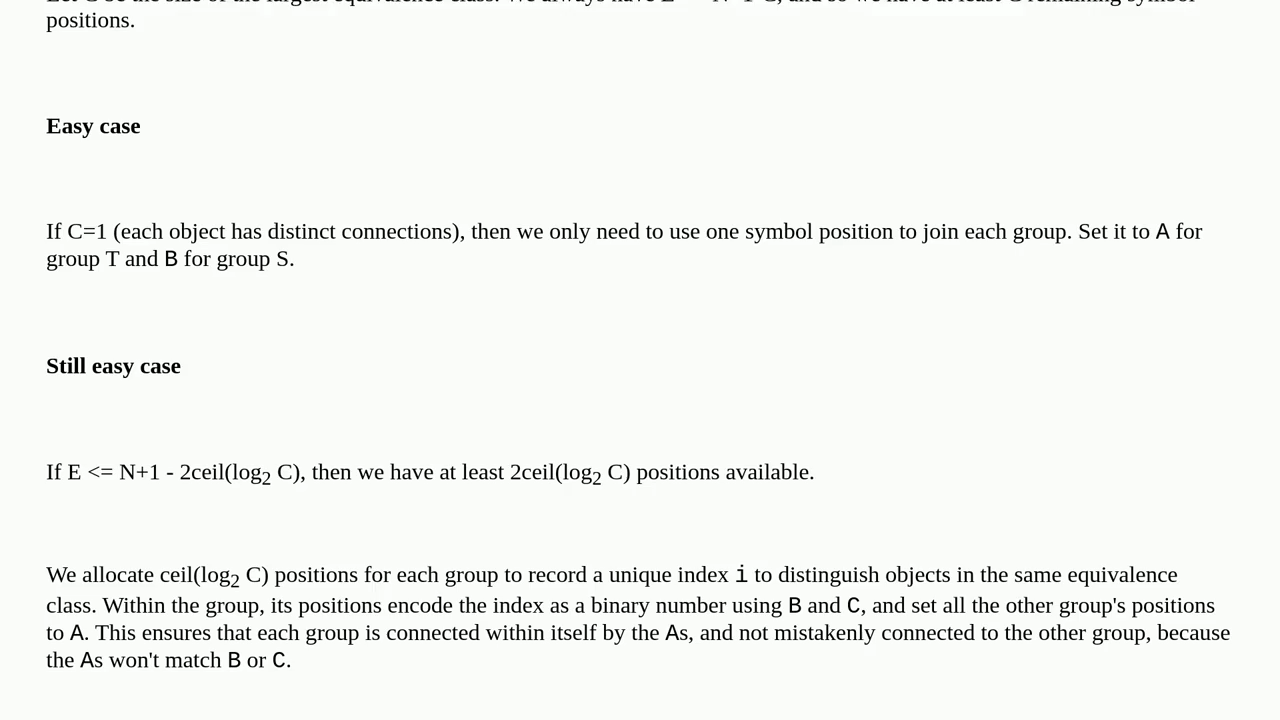 positions.
Easy case
If C=1 (each object has distinct connections), then we only need to use one symbol position to join each group. Set it to A for
group T and B for group S.
Still easy case
If E <= N+1 - 2ceil(log2 C), then we have at least 2ceil(log2 C) positions available.
We allocate ceil(log2 C) positions for each group to record a unique index i to distinguish objects in the same equivalence
class. Within the group, its positions encode the index as a binary number using B and C, and set all the other group's positions
to A. This ensures that each group is connected within itself by the As, and not mistakenly connected to the other group, because
the As won't match B or C.